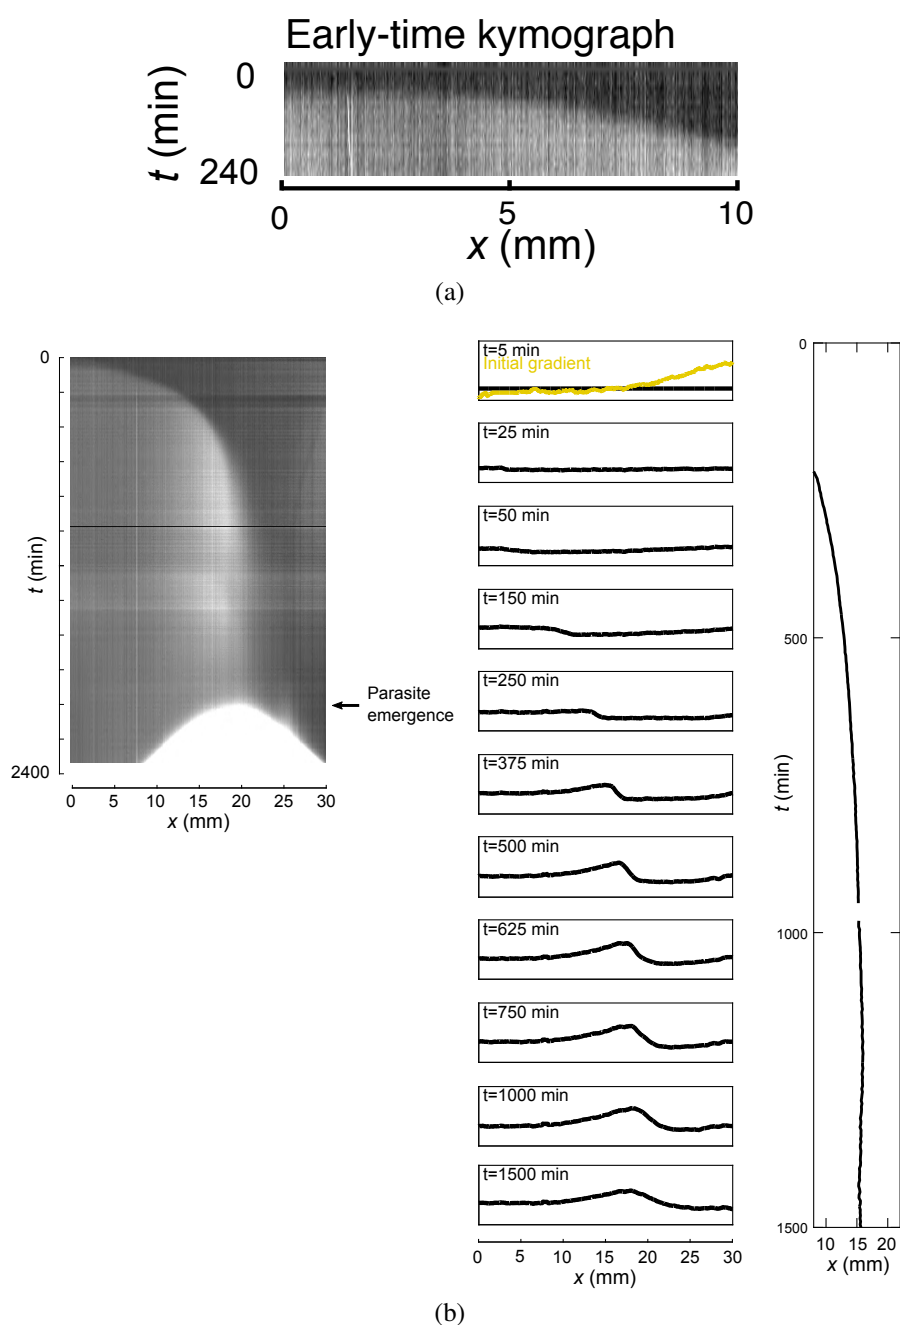 Early-time kymograph
0
t (min)
240
0
5
10
x (mm)
(a)
0
t (min)
2400
0 5 10 15 20 25 30
x (mm)
Parasite
emergence
t=5 min
Initial gradient
t=25 min
t=50 min
t=150 min
t=250 min
t=375 min
t=500 min
t=625 min
t=750 min
t=1000 min
t=1500 min
0 5 10 15 20 25 30
x (mm)
0
500
t (min)
1000
1500
10 15 20
x (mm)
(b)